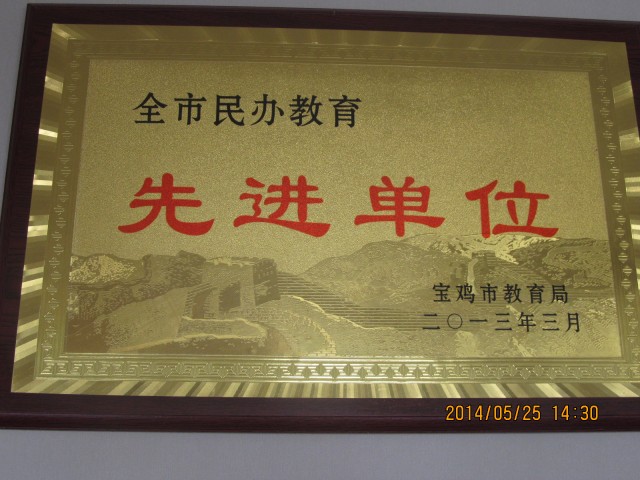 全市民办教育
先进单位
宝鸡市教育局
二〇一三年三月
2014/05/25 14:30